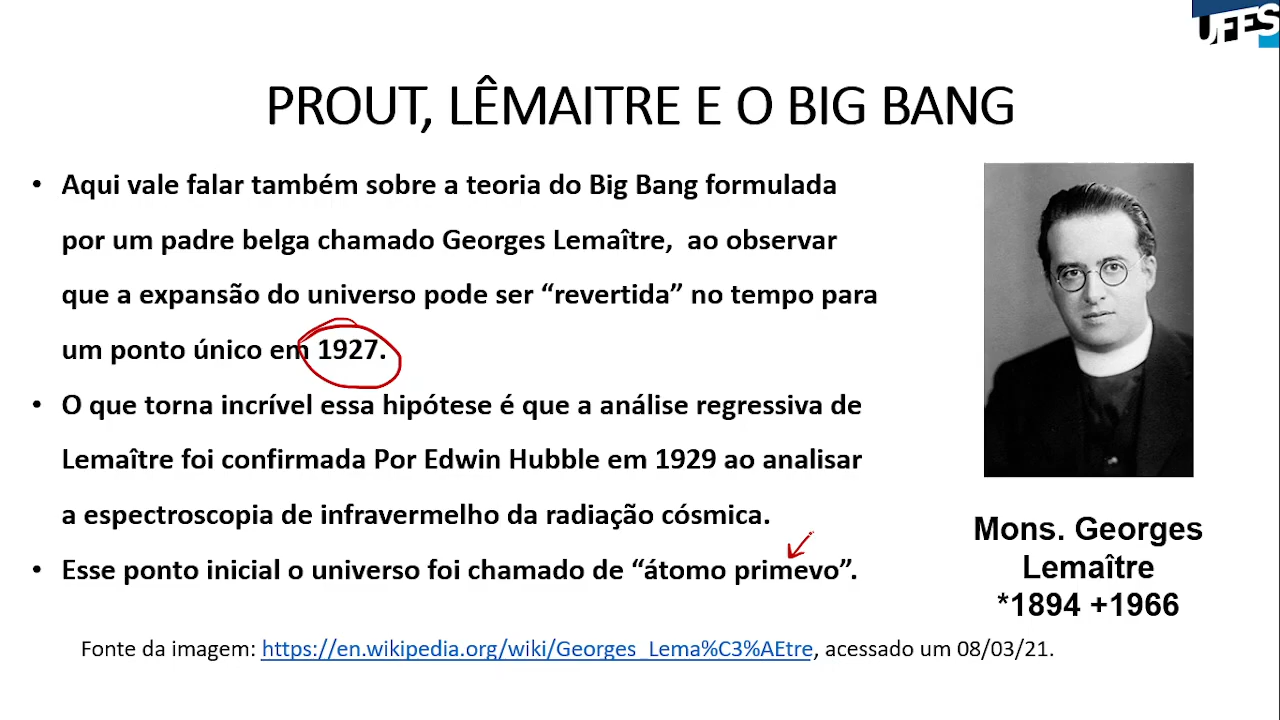 UFES
PROUT, LÊMAITRE E O BIG BANG
• Aqui vale falar também sobre a teoria do Big Bang formulada
por um padre belga chamado Georges Lemaître, ao observar
que a expansão do universo pode ser “revertida” no tempo para
um ponto único em 1927.
• O que torna incrível essa hipótese é que a análise regressiva de
Lemaître foi confirmada Por Edwin Hubble em 1929 ao analisar
a espectroscopia de infravermelho da radiação cósmica.
• Esse ponto inicial o universo foi chamado de “átomo primevo”.
Mons. Georges
Lemaître
*1894 +1966
Fonte da imagem: https://en.wikipedia.org/wiki/Georges_Lema%C3%AEtre, acessado um 08/03/21.